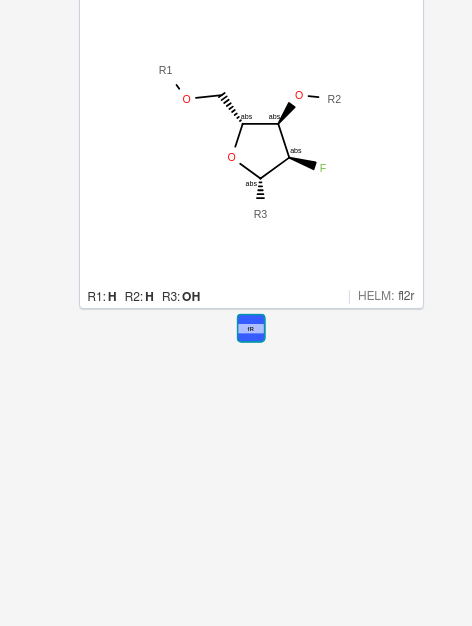 R1
O
O R2
abs abs
abs
O
F
abs
R3
R1: H R2: H R3: OH HELM: fl2r
fR